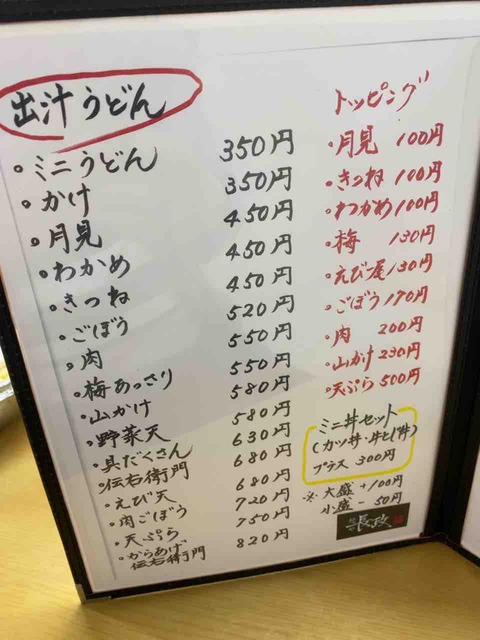 出汁うどん
・ミニうどん 350円
・かけ 350円
・月見 450円
・わかめ 450円
・きつね 450円
・ごぼう 520円
・肉 550円
・梅あっさり 550円
・山かけ 580円
・野菜天 580円
・具だくさん 630円
・伝右衛門 680円
・えび天 680円
・肉ごぼう 720円
・天ぷら 750円
・からあげ
伝右衛門 820円
トッピング
・月見 100円
・きつね 100円
・わかめ 100円
・梅 130円
・えび1尾 130円
・ごぼう 170円
・肉 200円
・山かけ 230円
・天ぷら 500円
ミニ丼セット
(カツ丼・牛とじ丼)
プラス 300円
※大盛 +100円
小盛 - 50円
長政